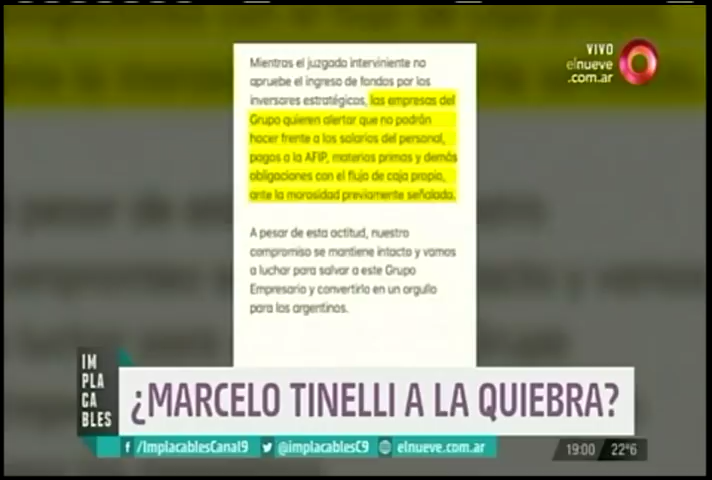 VIVO
elnueve
.com.ar
Mientras el juzgado interviniente no
apruebe el ingreso de fondos por los
inversores estratégicos, las empresas del
Grupo quieren alertar que no podrán
hacer frente a los salarios del personal,
pagos a la AFIP, materias primas y demás
obligaciones con el flujo de caja propio,
ante la morosidad previamente señalada.
A pesar de esta actitud, nuestro
compromiso se mantiene intacto y vamos
a luchar para salvar a este Grupo
Empresario y convertirlo en un orgullo
para los argentinos.
IM
PLA
CA
BLES
¿MARCELO TINELLI A LA QUIEBRA?
f /ImplacablesCanal9 @implacablesC9 elnueve.com.ar
19:00 22°6